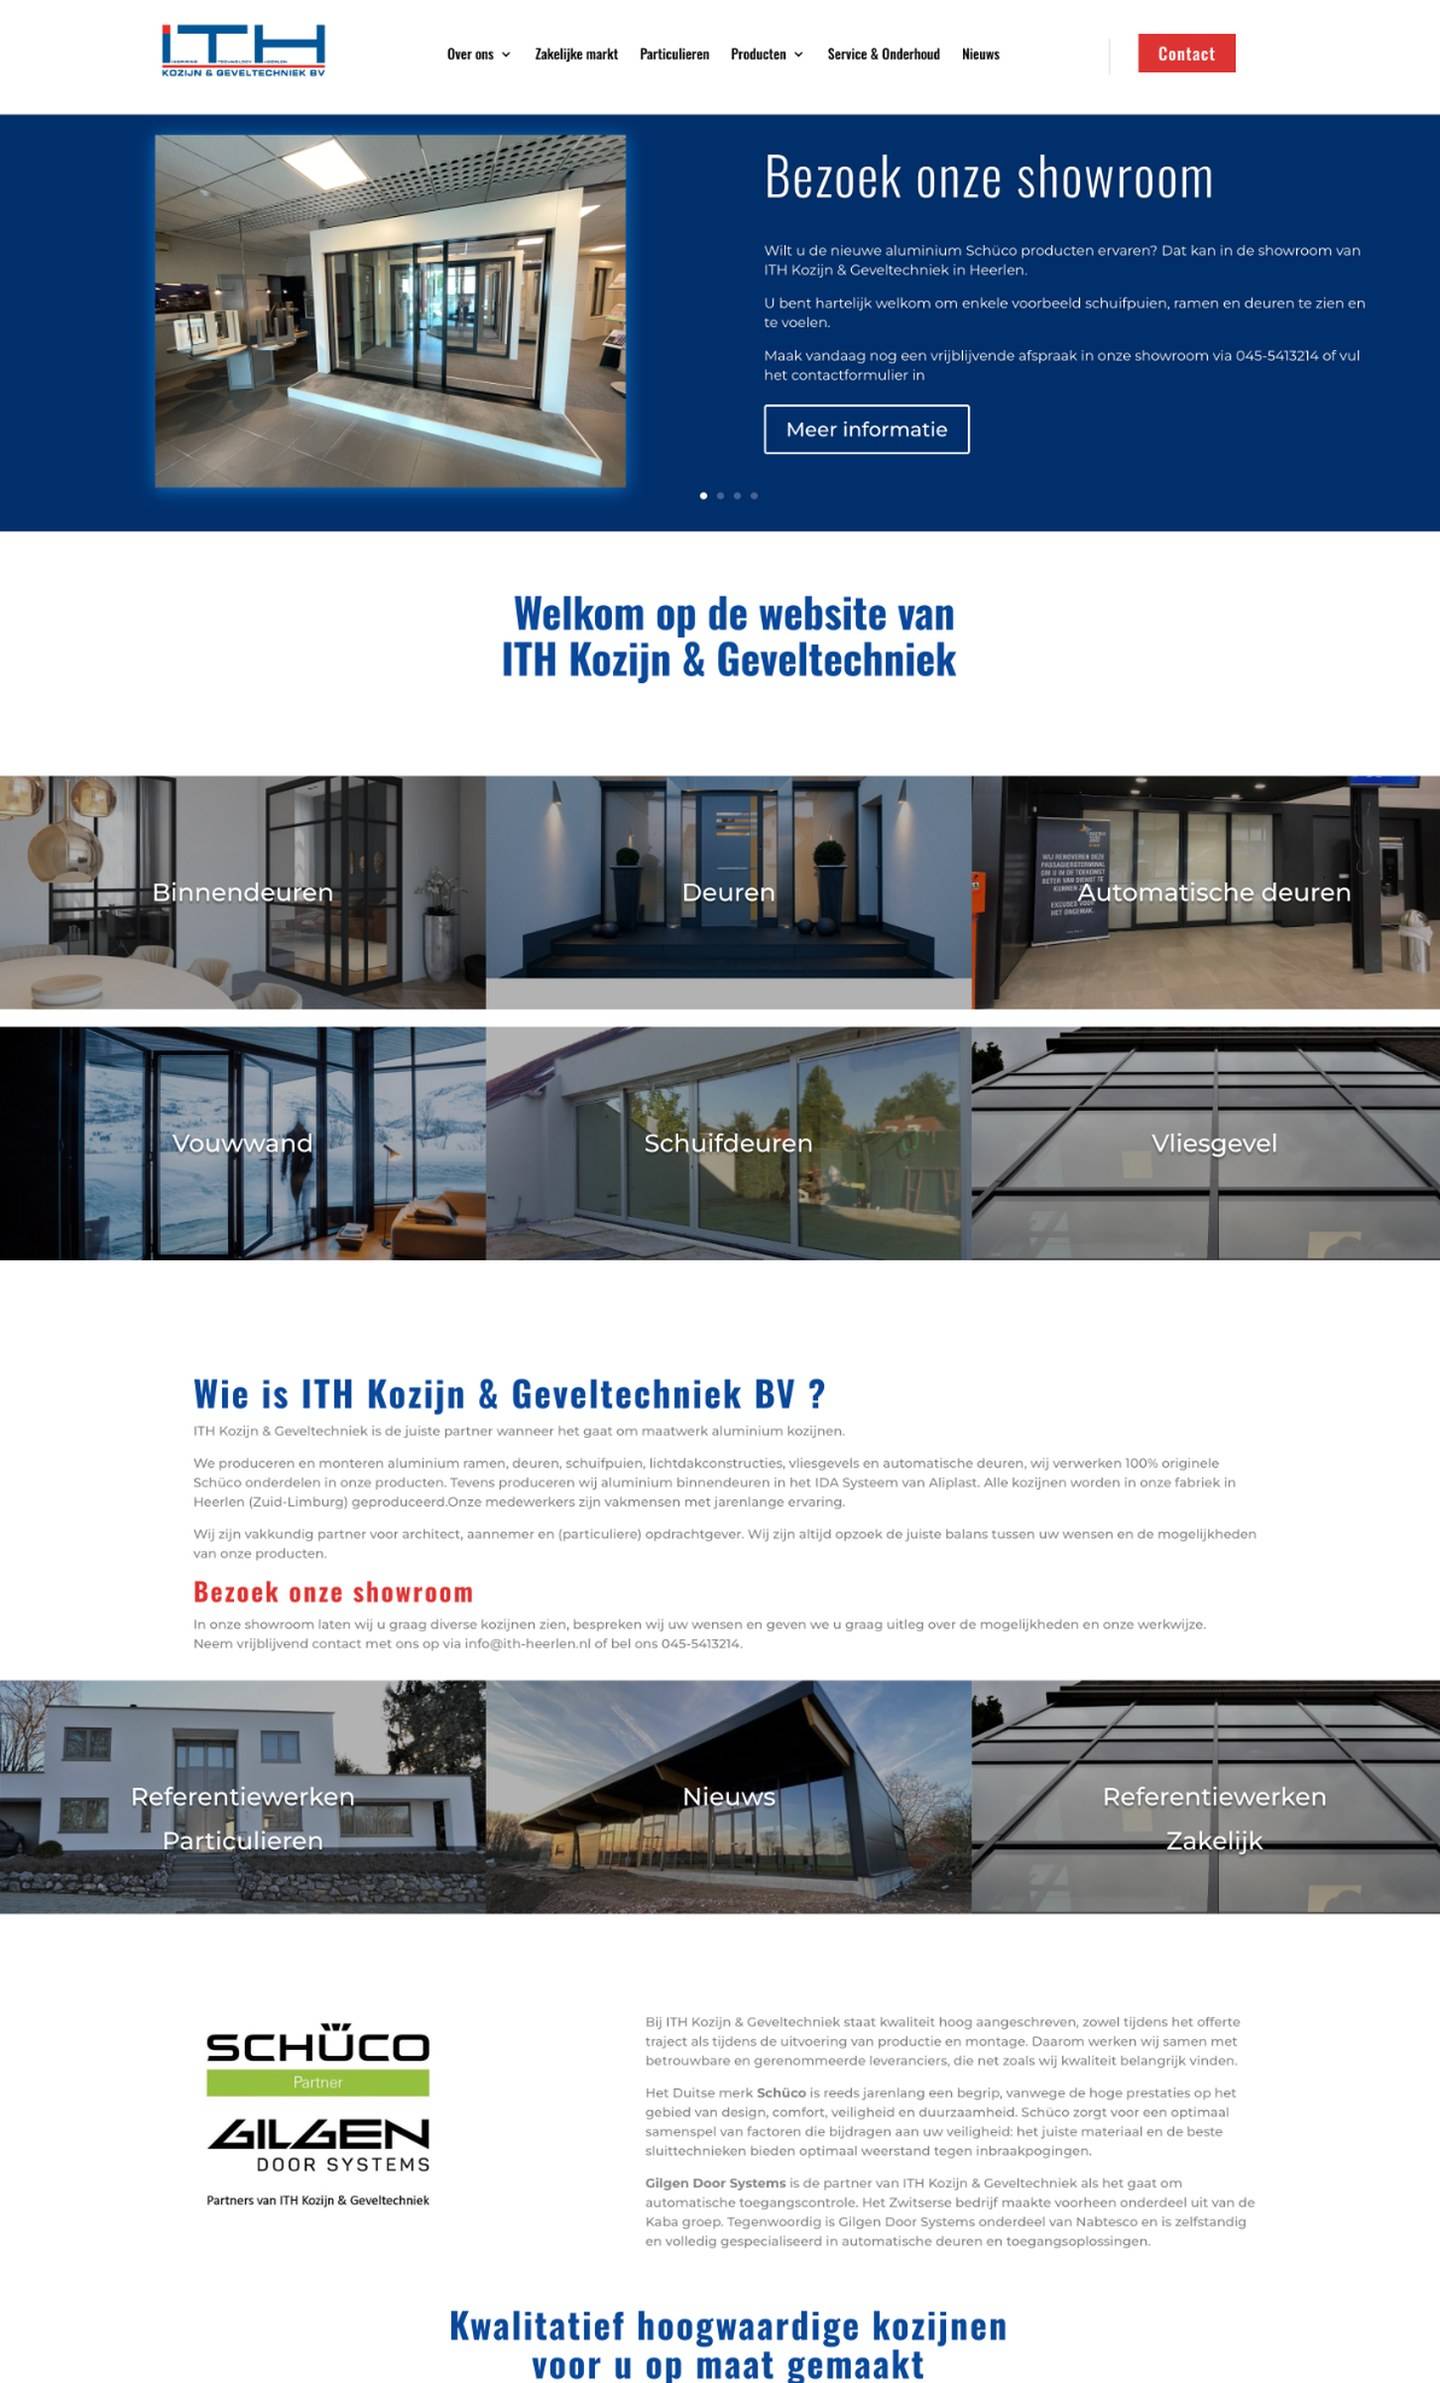 ITH
KOZIJN & GEVELTECHNIEK BV
Over ons
Zakelijke markt
Particulieren
Producten
Service & Onderhoud
Nieuws
Contact
Bezoek onze showroom
Wilt u de nieuwe aluminium Schüco producten ervaren? Dat kan in de showroom van
ITH Kozijn & Geveltechniek in Heerlen.
U bent hartelijk welkom om enkele voorbeeld schuifpuien, ramen en deuren te zien en
te voelen.
Maak vandaag nog een vrijblijvende afspraak in onze showroom via 045-5413214 of vul
het contactformulier in
Meer informatie
Welkom op de website van
ITH Kozijn & Geveltechniek
Binnendeuren
Deuren
WIJ RENOVEREN DEZE
PASSAGIERSTERMINAL
OM U IN DE TOEKOMST
BETER VAN DIENST TE
KUNNEN
EXCUSES VOOR
HET ONGEMAK.
Automatische deuren
Vouwwand
Schuifdeuren
Vliesgevel
Wie is ITH Kozijn & Geveltechniek BV ?
ITH Kozijn & Geveltechniek is de juiste partner wanneer het gaat om maatwerk aluminium kozijnen.
We produceren en monteren aluminium ramen, deuren, schuifpuien, lichtdakconstructies, vliesgevels en automatische deuren, wij verwerken 100% originele
Schüco onderdelen in onze producten. Tevens produceren wij aluminium binnendeuren in het IDA Systeem van Aliplast. Alle kozijnen worden in onze fabriek in
Heerlen (Zuid-Limburg) geproduceerd.Onze medewerkers zijn vakmensen met jarenlange ervaring.
Wij zijn vakkundig partner voor architect, aannemer en (particuliere) opdrachtgever. Wij zijn altijd opzoek de juiste balans tussen uw wensen en de mogelijkheden
van onze producten.
Bezoek onze showroom
In onze showroom laten wij u graag diverse kozijnen zien, bespreken wij uw wensen en geven we u graag uitleg over de mogelijkheden en onze werkwijze.
Neem vrijblijvend contact met ons op via info@ith-heerlen.nl of bel ons 045-5413214.
Referentiewerken
Particulieren
Nieuws
Referentiewerken
Zakelijk
SCHÜCO
Partner
GILGEN
DOOR SYSTEMS
Partners van ITH Kozijn & Geveltechniek
Bij ITH Kozijn & Geveltechniek staat kwaliteit hoog aangeschreven, zowel tijdens het offerte
traject als tijdens de uitvoering van productie en montage. Daarom werken wij samen met
betrouwbare en gerenommeerde leveranciers, die net zoals wij kwaliteit belangrijk vinden.
Het Duitse merk Schüco is reeds jarenlang een begrip, vanwege de hoge prestaties op het
gebied van design, comfort, veiligheid en duurzaamheid. Schüco zorgt voor een optimaal
samenspel van factoren die bijdragen aan uw veiligheid: het juiste materiaal en de beste
sluittechnieken bieden optimaal weerstand tegen inbraakpogingen.
Gilgen Door Systems is de partner van ITH Kozijn & Geveltechniek als het gaat om
automatische toegangscontrole. Het Zwitserse bedrijf maakte voorheen onderdeel uit van de
Kaba groep. Tegenwoordig is Gilgen Door Systems onderdeel van Nabtesco en is zelfstandig
en volledig gespecialiseerd in automatische deuren en toegangsoplossingen.
Kwalitatief hoogwaardige kozijnen
voor u op maat gemaakt